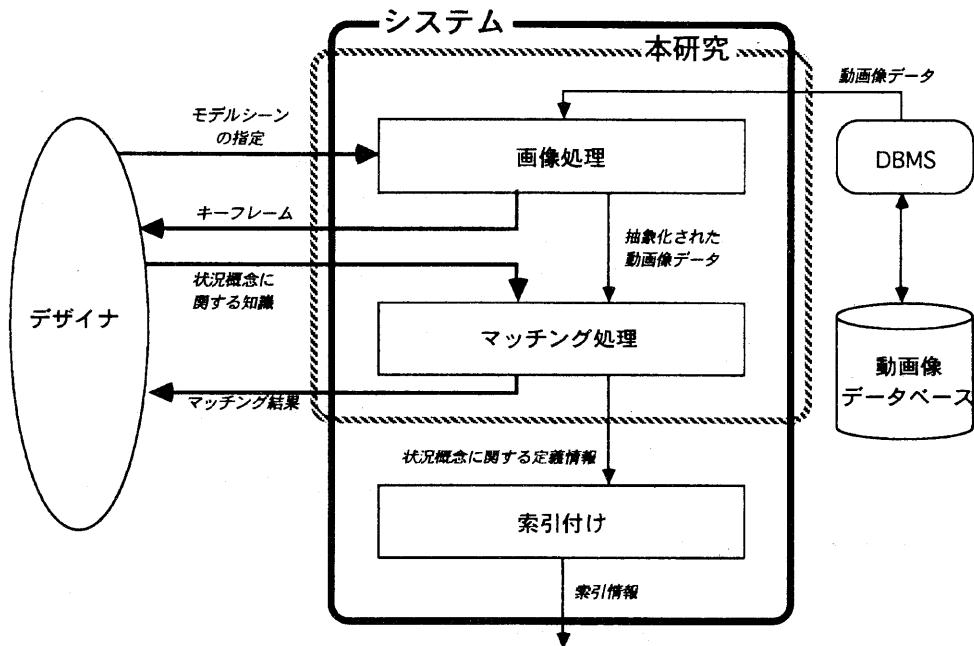 システム
本研究
動画像データ
モデルシーン
の指定
画像処理
DBMS
キーフレーム
抽象化された
動画像データ
状況概念に
関する知識
デザイナ
マッチング処理
動画像
データベース
マッチング結果
状況概念に関する定義情報
索引付け
索引情報